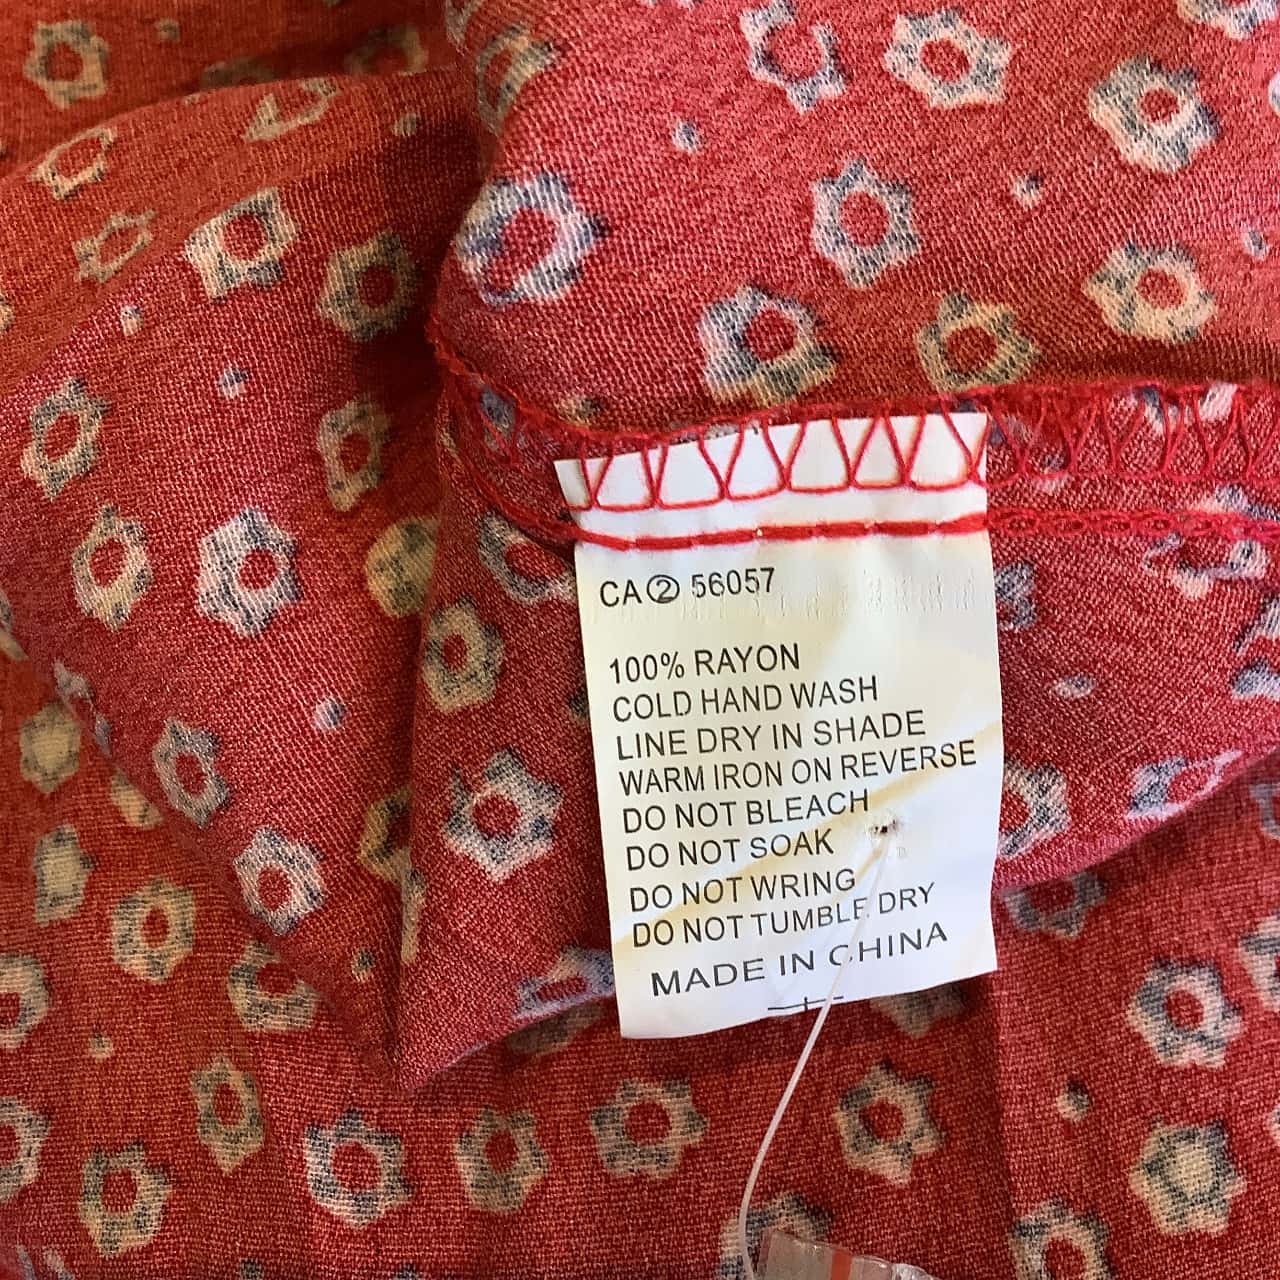 CA② 56057
100% RAYON
COLD HAND WASH
LINE DRY IN SHADE
WARM IRON ON REVERSE
DO NOT BLEACH
DO NOT SOAK
DO NOT WRING
DO NOT TUMBLE DRY
MADE IN CHINA